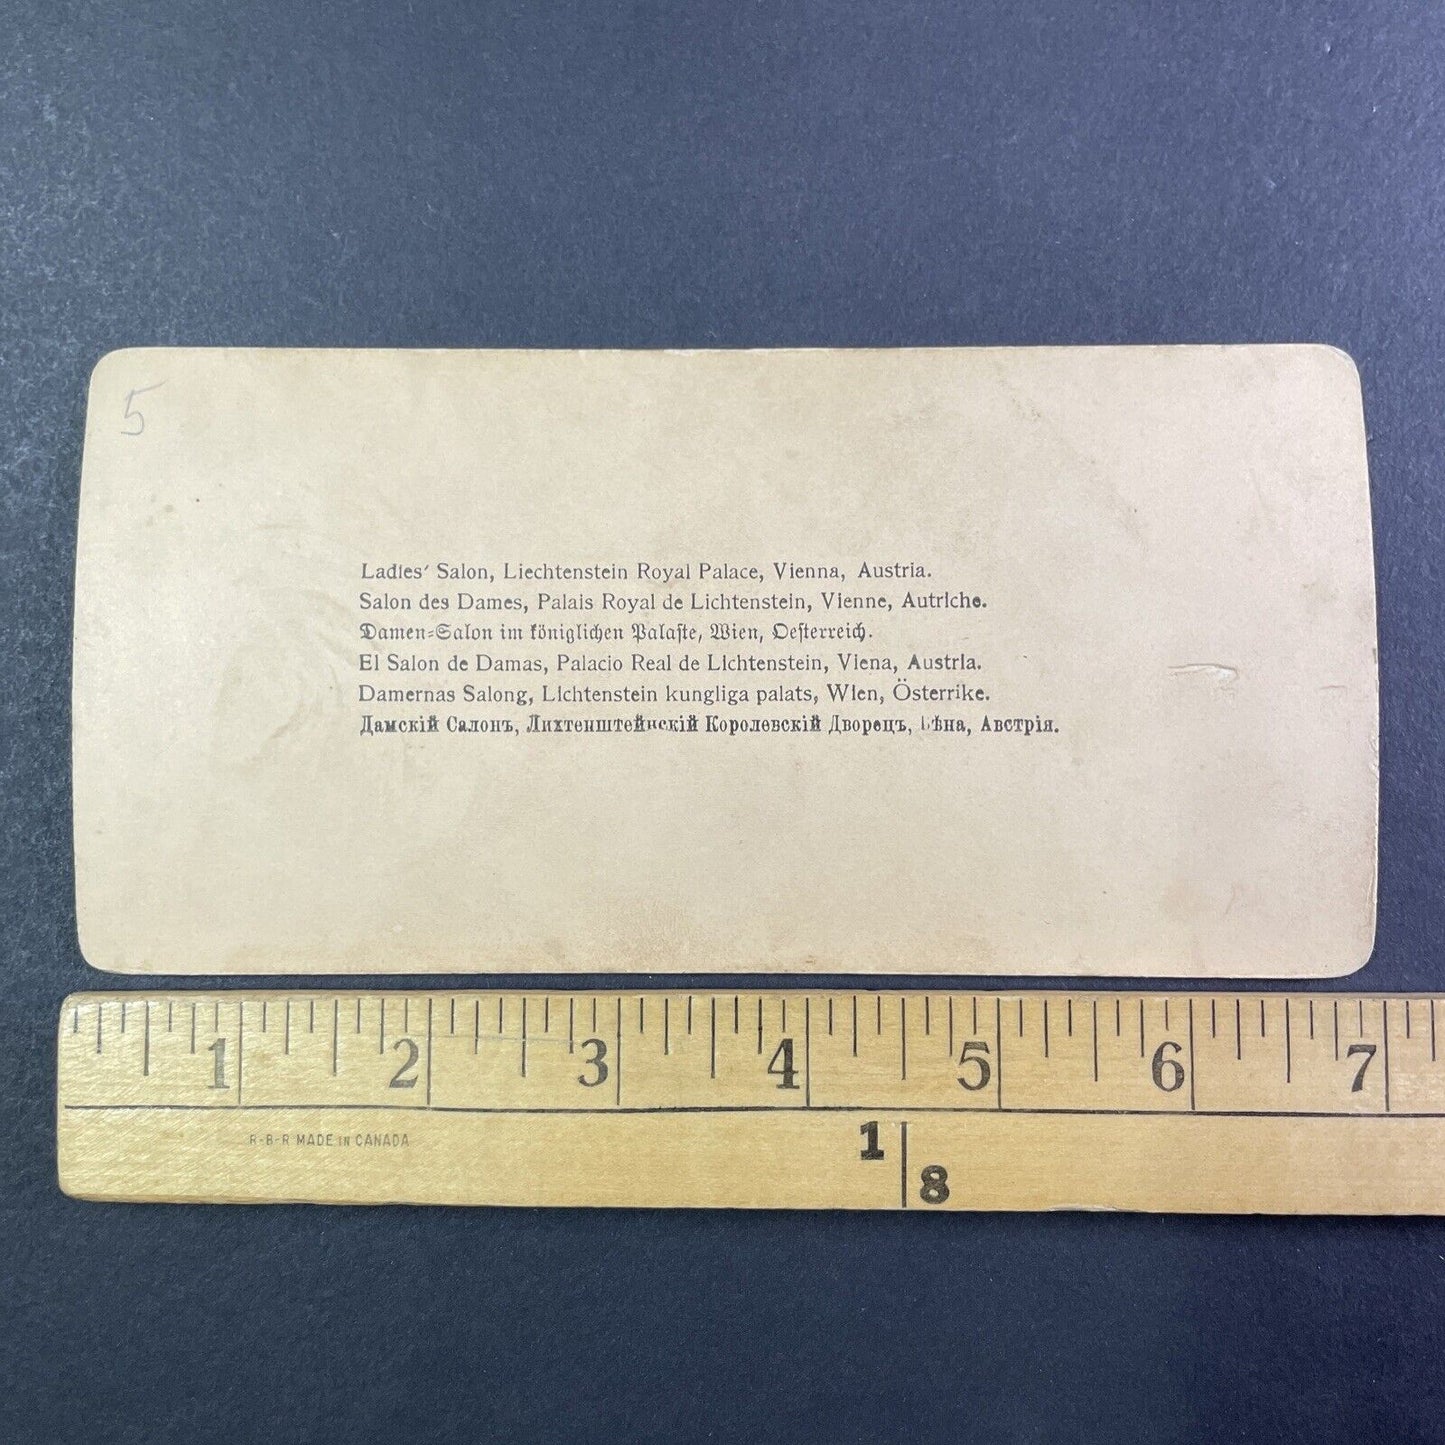 5
Ladies' Salon, Liechtenstein Royal Palace, Vienna, Austria.
Salon des Dames, Palais Royal de Lichtenstein, Vienne, Autriche.
Damen-Salon im königlichen Palaste, Wien, Oesterreich.
El Salon de Damas, Palacio Real de Lichtenstein, Viena, Austria.
Damernas Salong, Lichtenstein kungliga palats, Wien, Österrike.
Дамскій Салонъ, Лихтенштейнскій Королевскій Дворецъ, Вѣна, Австрія.
1 2 3 4 5 6 7
R-B-R MADE IN CANADA
1 8